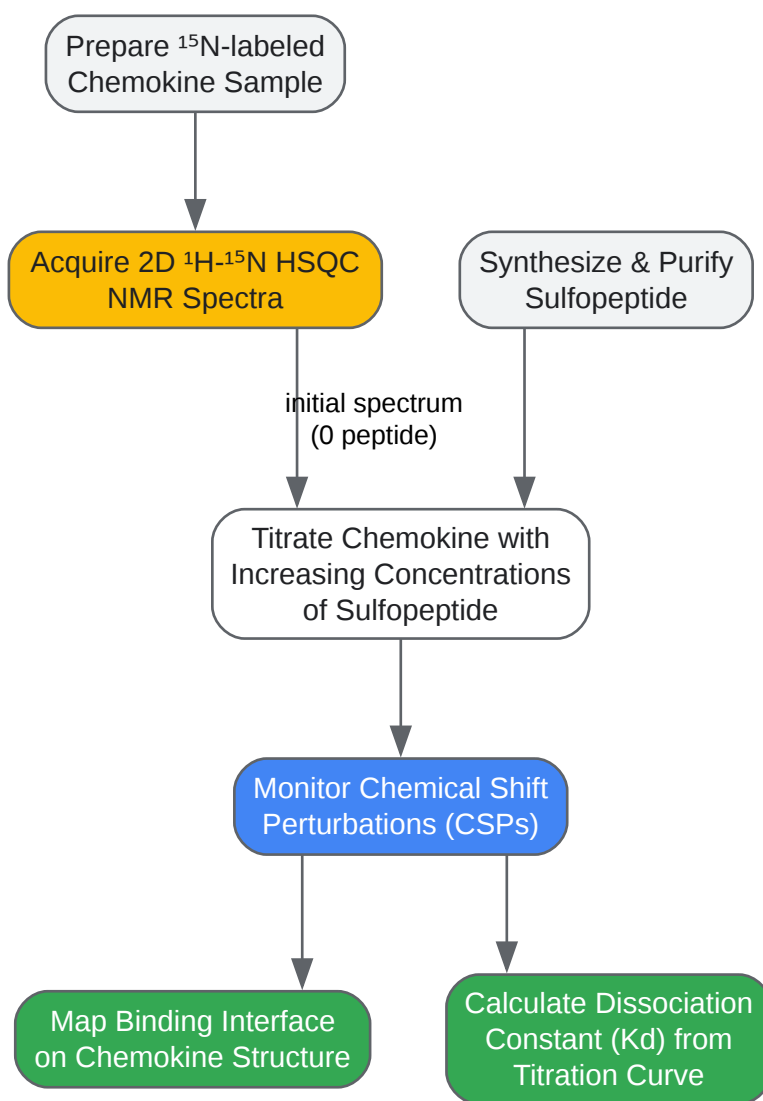 Prepare ¹⁵N-labeled
Chemokine Sample
Acquire 2D ¹H-¹⁵N HSQC
NMR Spectra
Synthesize & Purify
Sulfopeptide
initial spectrum
(0 peptide)
Titrate Chemokine with
Increasing Concentrations
of Sulfopeptide
Monitor Chemical Shift
Perturbations (CSPs)
Map Binding Interface
on Chemokine Structure
Calculate Dissociation
Constant (Kd) from
Titration Curve